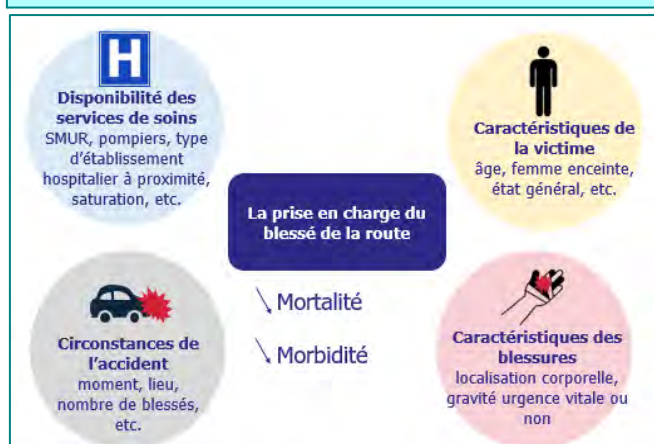 H
Disponibilité des
services de soins
SMUR, pompiers, type
d'établissement
hospitalier à proximité,
saturation, etc.
Caractéristiques de
la victime
âge, femme enceinte,
état général, etc.
La prise en charge du
blessé de la route
Mortalité
Morbidité
Circonstances de
l'accident
moment, lieu,
nombre de blessés,
etc.
Caractéristiques des
blessures
localisation corporelle,
gravité urgence vitale ou
non